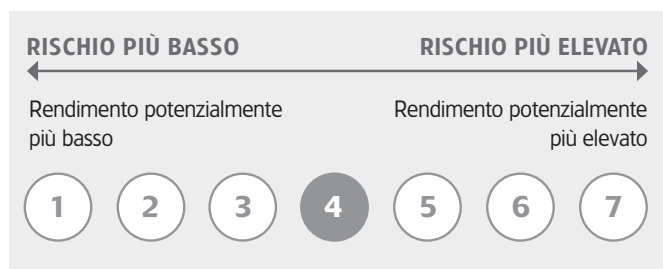 RISCHIO PIÙ BASSO RISCHIO PIÙ ELEVATO
Rendimento potenzialmente Rendimento potenzialmente
più basso più elevato
1 2 3 4 5 6 7